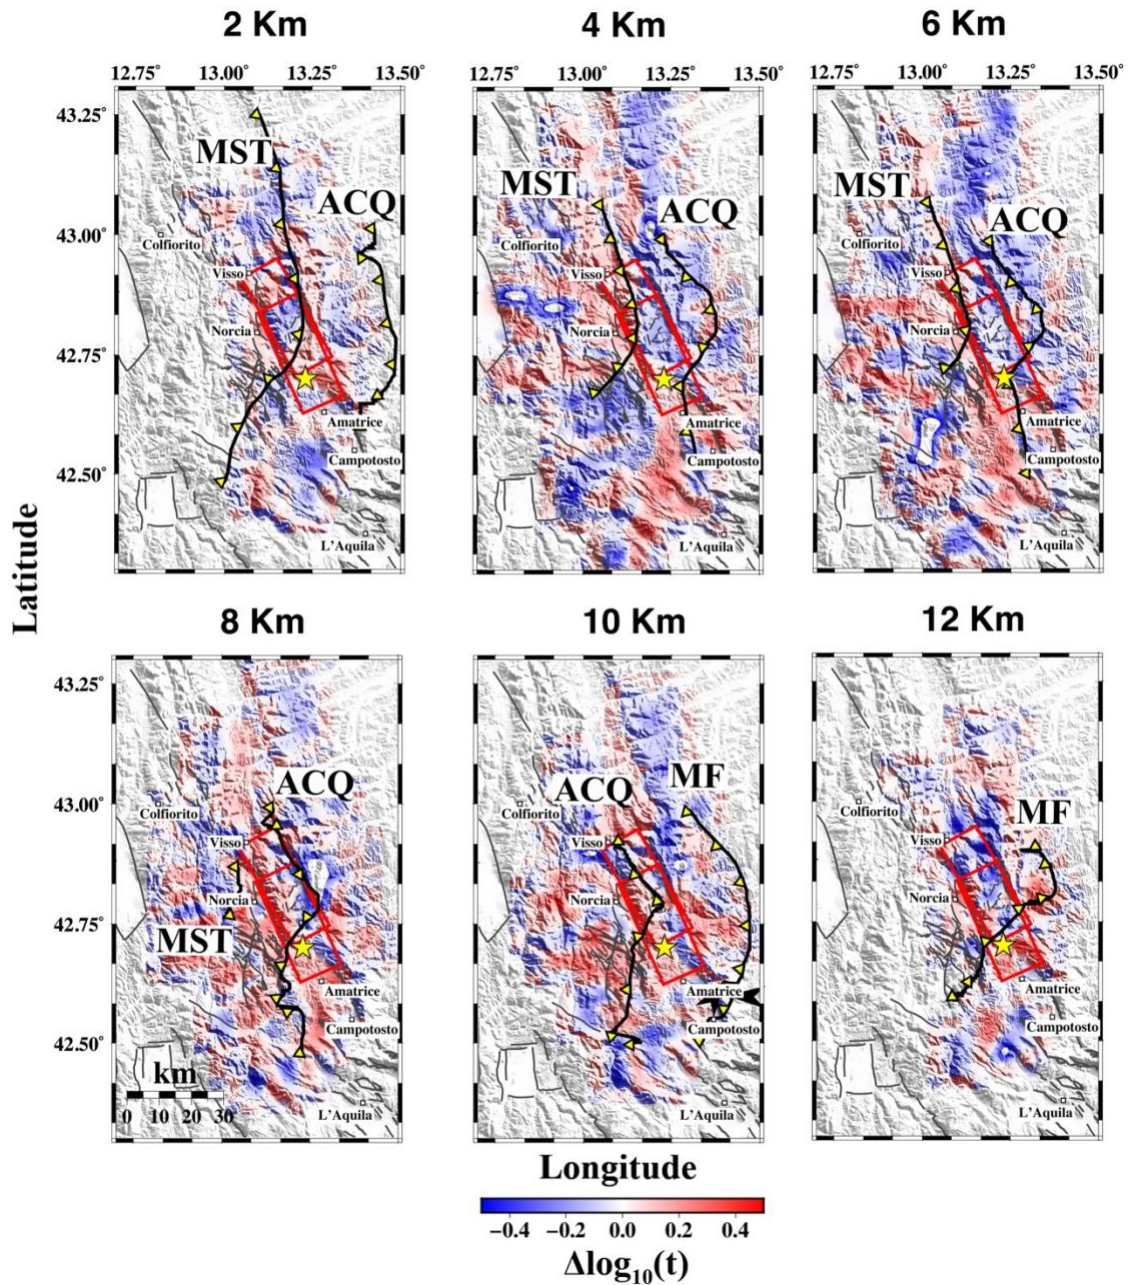 2 Km
4 Km
6 Km
12.75° 13.00° 13.25° 13.50°
12.75° 13.00° 13.25° 13.50°
12.75° 13.00° 13.25° 13.50°
43.25°
43.00°
42.75°
42.50°
MST
ACQ
Colfiorito
Visso
Norcia
Amatrice
Campotosto
L'Aquila
MST
ACQ
Colfiorito
Visso
Norcia
Amatrice
Campotosto
L'Aquila
MST
ACQ
Colfiorito
Visso
Norcia
Amatrice
Campotosto
L'Aquila
Latitude
8 Km
10 Km
12 Km
43.25°
43.00°
42.75°
42.50°
ACQ
Colfiorito
Visso
Norcia
MST
Amatrice
Campotosto
km
0 10 20 30
L'Aquila
ACQ
MF
Colfiorito
Visso
Norcia
Amatrice
Campotosto
L'Aquila
MF
Colfiorito
Visso
Norcia
Amatrice
Campotosto
L'Aquila
Longitude
−0.4 −0.2 0.0 0.2 0.4
Δlog₁₀(t)